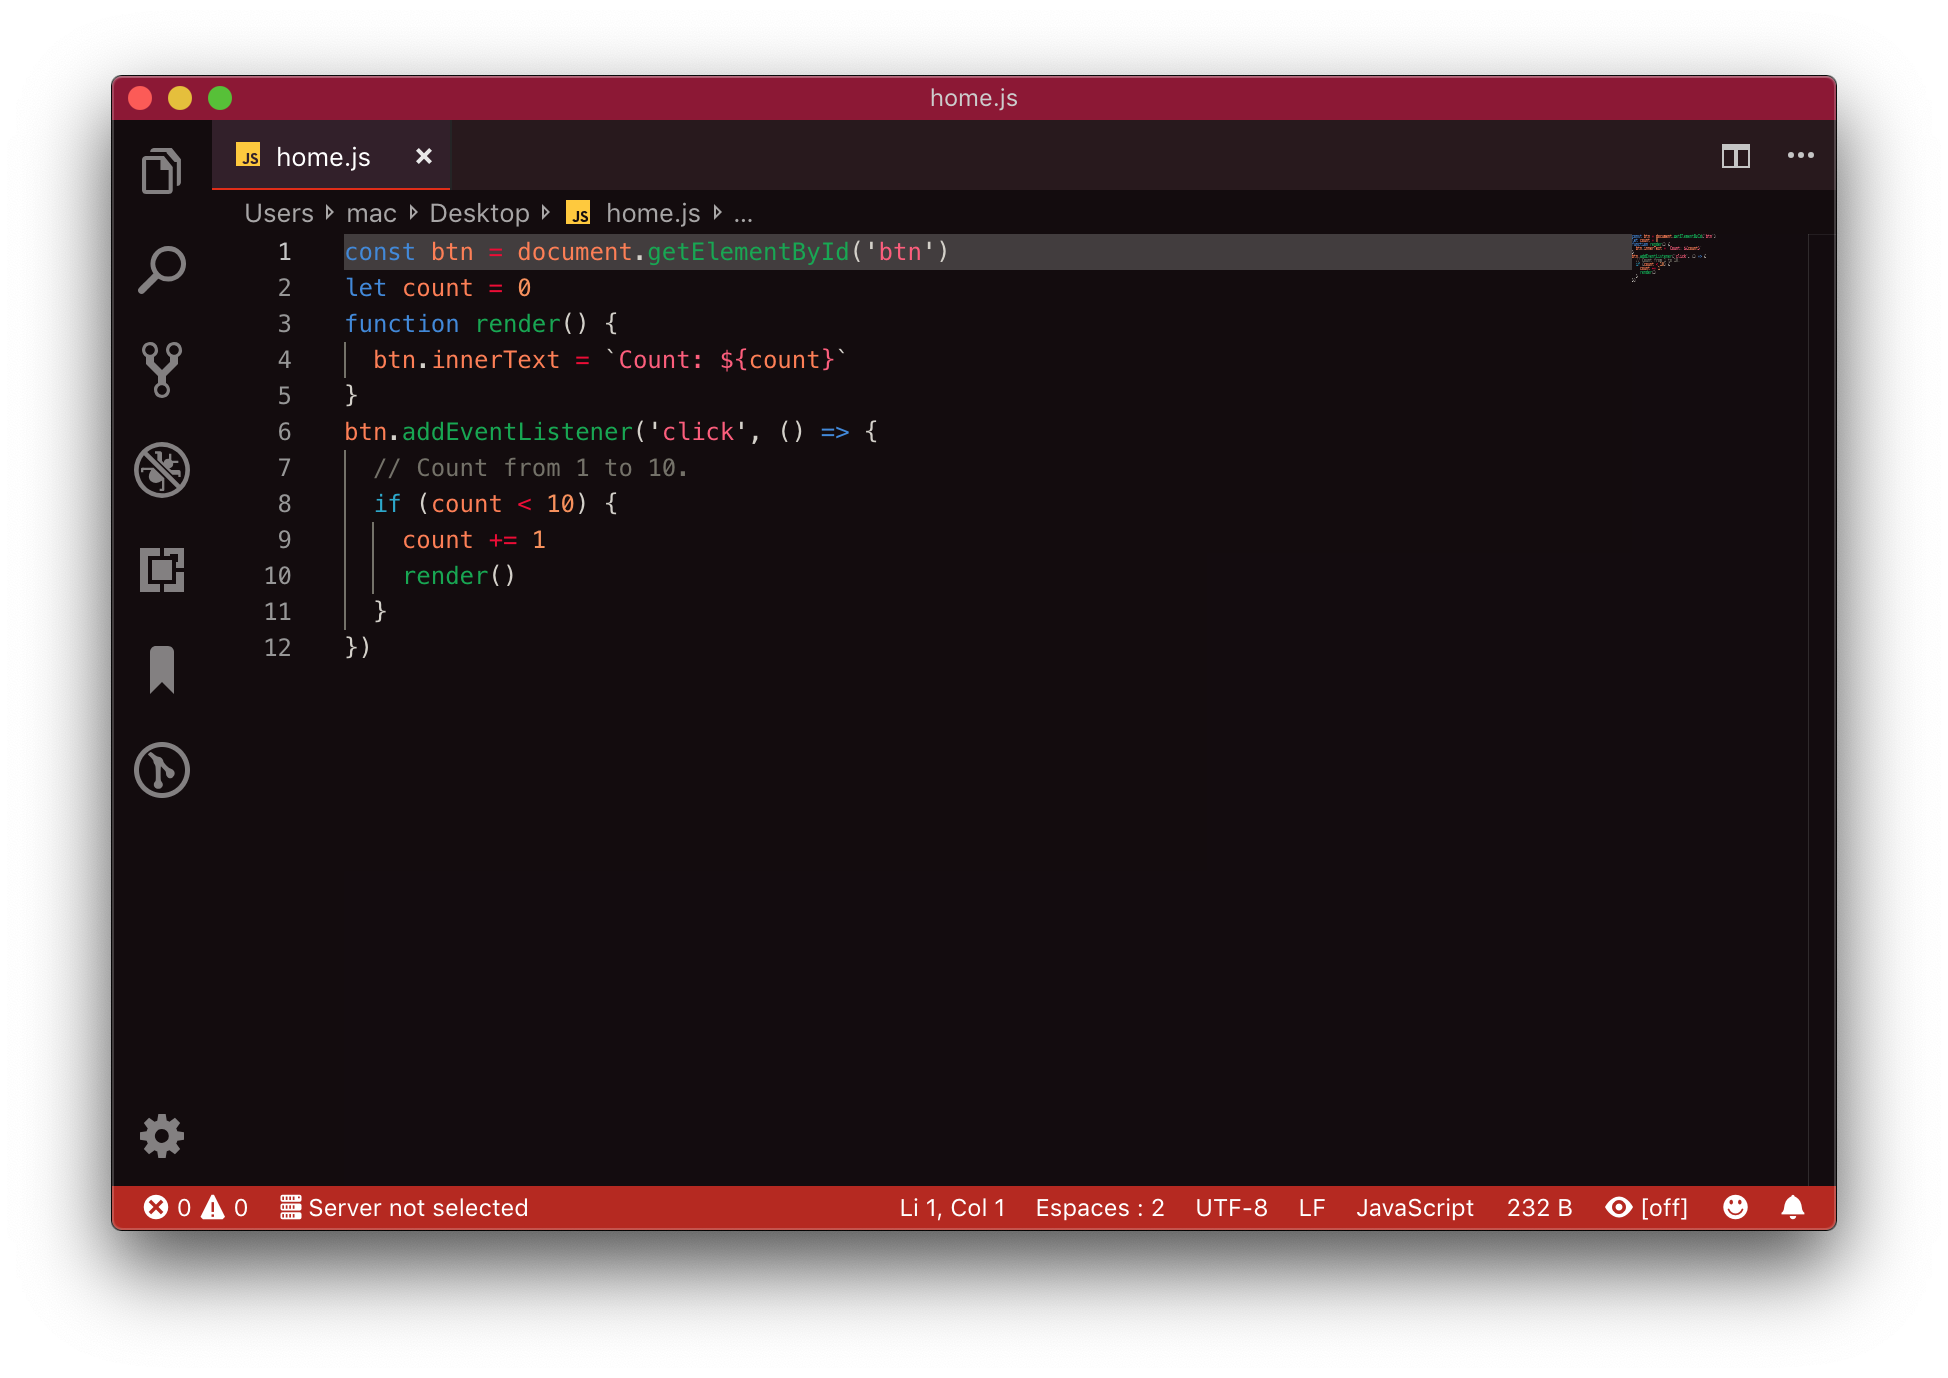 home.js
JS home.js
Users mac Desktop JS home.js ...
1 const btn = document.getElementById('btn')
2 let count = 0
3 function render() {
4   btn.innerText = `Count: ${count}`
5 }
6 btn.addEventListener('click', () => {
7   // Count from 1 to 10.
8   if (count < 10) {
9     count += 1
10     render()
11   }
12 })
0 0 Server not selected Li 1, Col 1 Espaces : 2 UTF-8 LF JavaScript 232 B [off]